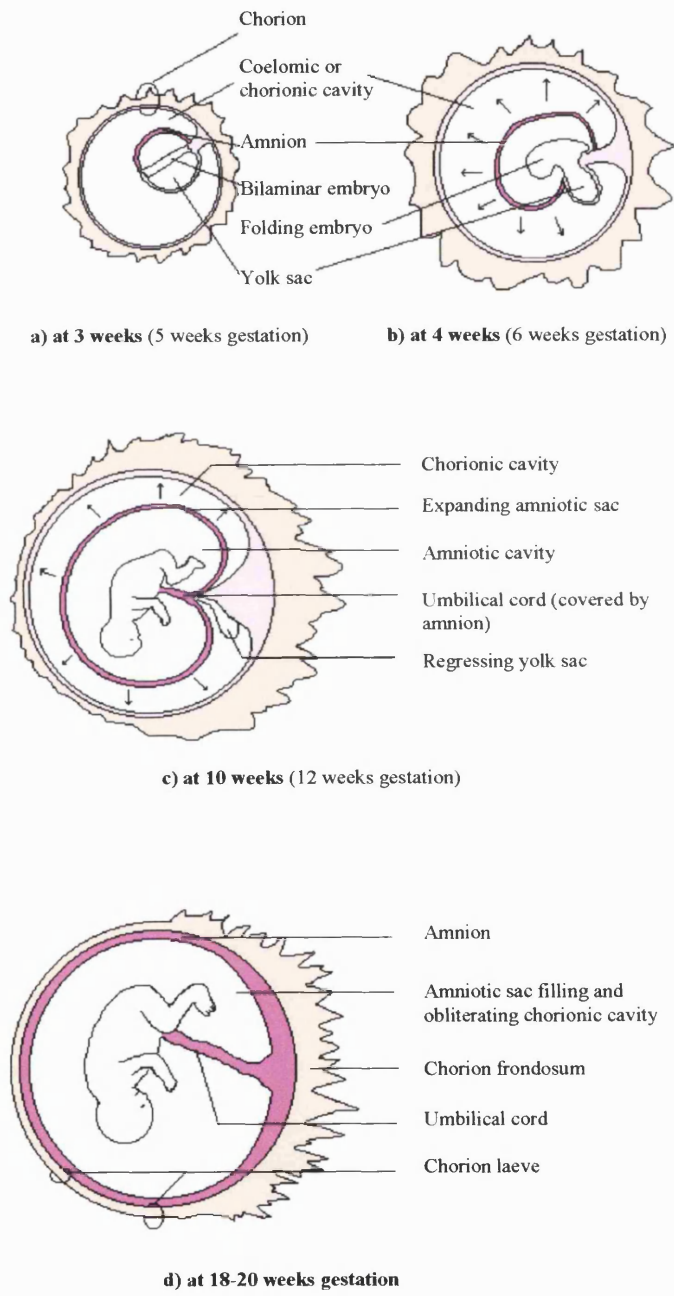 Chorion
Coelomic or
chorionic cavity
Amnion
Bilaminar embryo
Folding embryo
Yolk sac
a) at 3 weeks (5 weeks gestation)
b) at 4 weeks (6 weeks gestation)
Chorionic cavity
Expanding amniotic sac
Amniotic cavity
Umbilical cord (covered by
amnion)
Regressing yolk sac
c) at 10 weeks (12 weeks gestation)
Amnion
Amniotic sac filling and
obliterating chorionic cavity
Chorion frondosum
Umbilical cord
Chorion laeve
d) at 18-20 weeks gestation